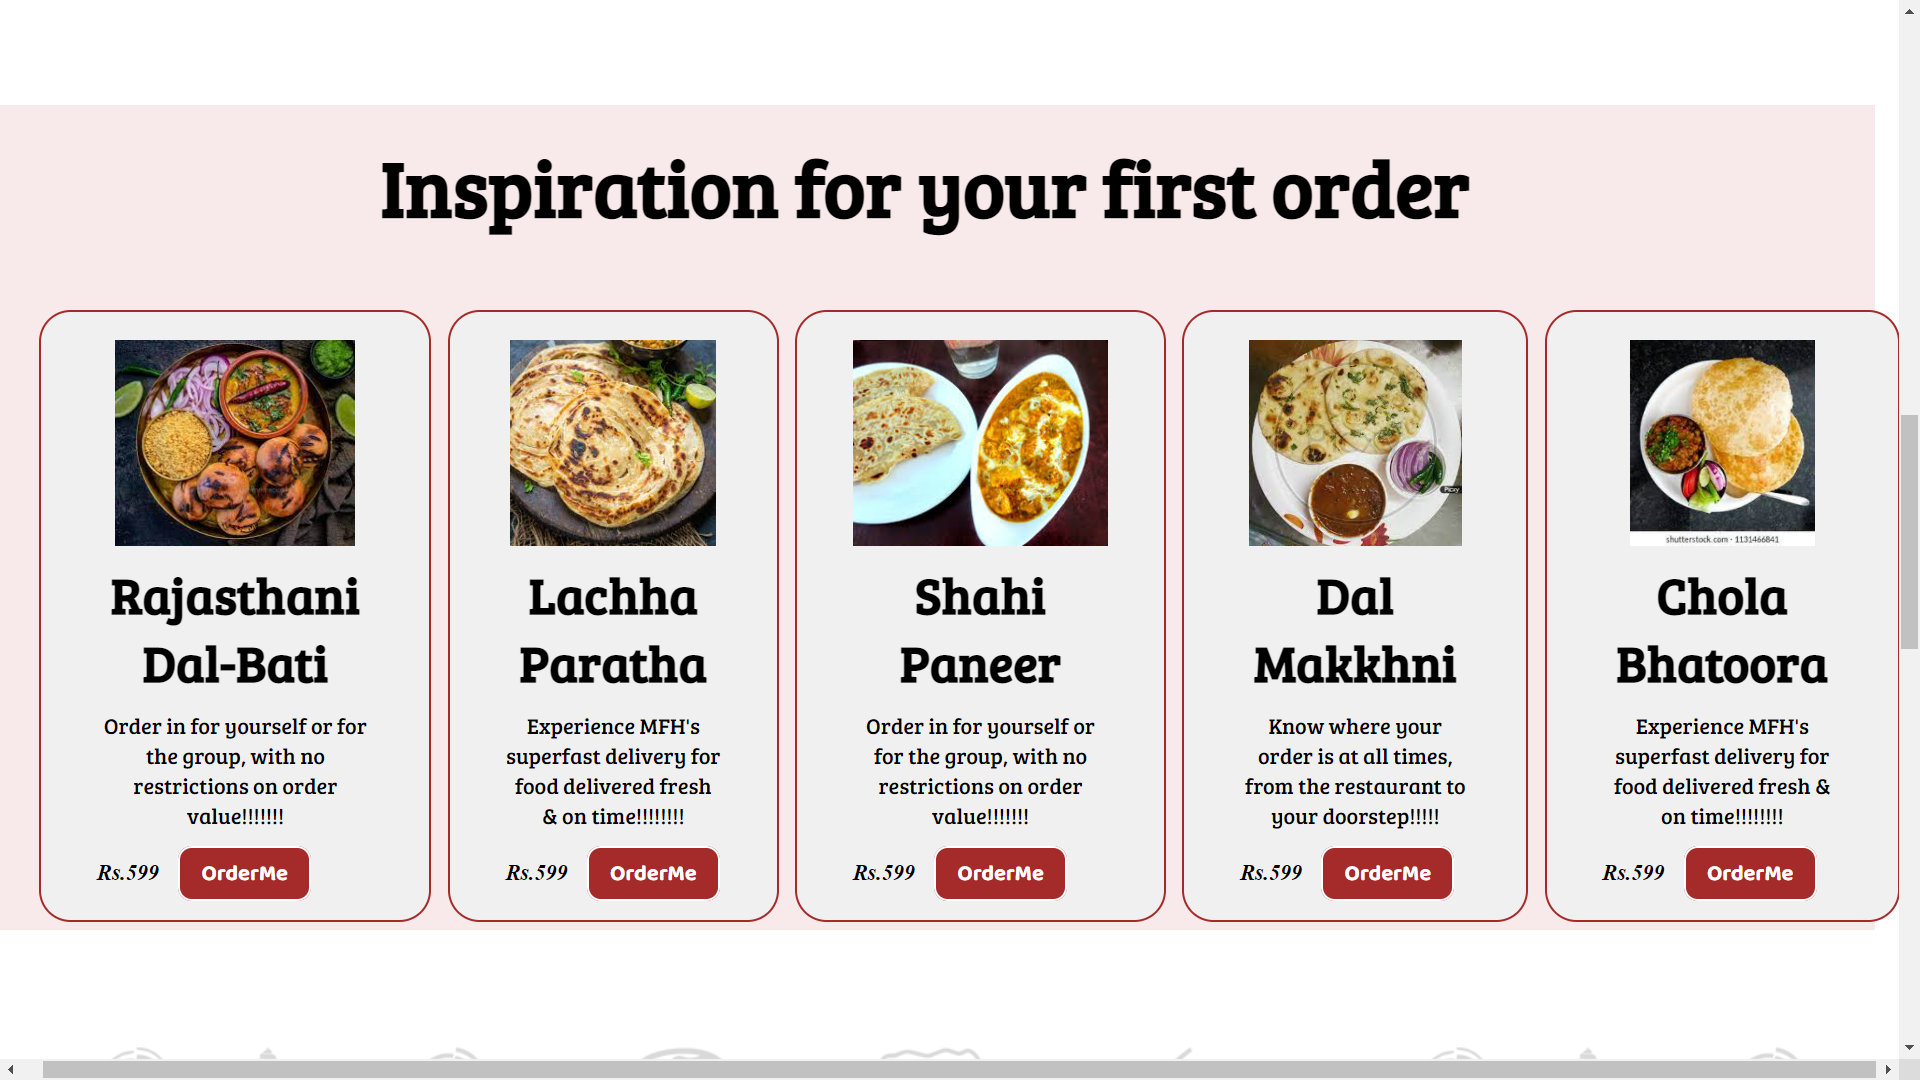 Inspiration for your first order
Rajasthani
Dal-Bati
Order in for yourself or for
the group, with no
restrictions on order
value!!!!!!!
Rs.599
OrderMe
Lachha
Paratha
Experience MFH's
superfast delivery for
food delivered fresh
& on time!!!!!!!!
Rs.599
OrderMe
Shahi
Paneer
Order in for yourself or
for the group, with no
restrictions on order
value!!!!!!!
Rs.599
OrderMe
Picxy
Dal
Makkhni
Know where your
order is at all times,
from the restaurant to
your doorstep!!!!!
Rs.599
OrderMe
shutterstock.com · 1131466841
Chola
Bhatoora
Experience MFH's
superfast delivery for
food delivered fresh &
on time!!!!!!!!
Rs.599
OrderMe